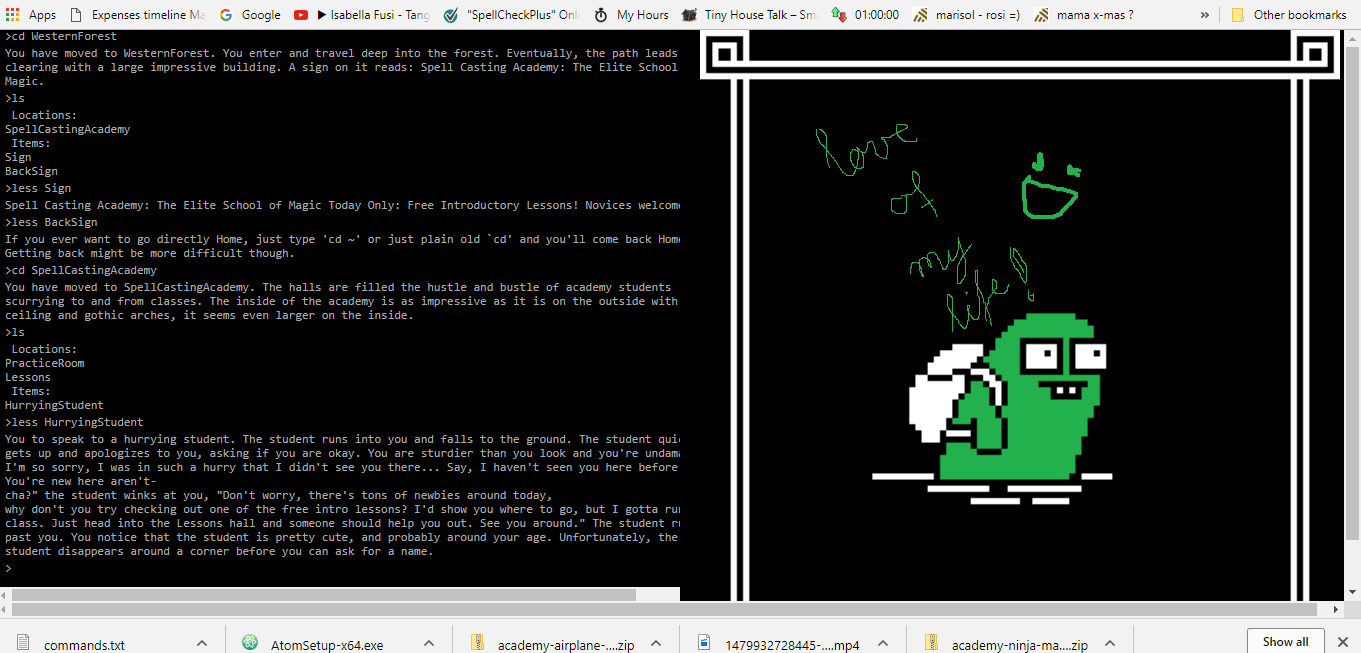 Apps
Expenses timeline Ma
Google
▶ Isabella Fusi - Tang
"SpellCheckPlus" Onli
My Hours
Tiny House Talk – Sm
01:00:00
marisol - rosi =)
mama x-mas ?
»
Other bookmarks
>cd WesternForest
You have moved to WesternForest. You enter and travel deep into the forest. Eventually, the path leads
clearing with a large impressive building. A sign on it reads: Spell Casting Academy: The Elite School
Magic.
>ls
Locations:
SpellCastingAcademy
Items:
Sign
BackSign
>less Sign
Spell Casting Academy: The Elite School of Magic Today Only: Free Introductory Lessons! Novices welcome
>less BackSign
If you ever want to go directly Home, just type 'cd ~' or just plain old `cd' and you'll come back Home
Getting back might be more difficult though.
>cd SpellCastingAcademy
You have moved to SpellCastingAcademy. The halls are filled the hustle and bustle of academy students
scurrying to and from classes. The inside of the academy is as impressive as it is on the outside with
ceiling and gothic arches, it seems even larger on the inside.
>ls
Locations:
PracticeRoom
Lessons
Items:
HurryingStudent
>less HurryingStudent
You to speak to a hurrying student. The student runs into you and falls to the ground. The student quic
gets up and apologizes to you, asking if you are okay. You are sturdier than you look and you're undama
I'm so sorry, I was in such a hurry that I didn't see you there... Say, I haven't seen you here before
You're new here aren't-
cha?" the student winks at you, "Don't worry, there's tons of newbies around today,
why don't you try checking out one of the free intro lessons? I'd show you where to go, but I gotta run
class. Just head into the Lessons hall and someone should help you out. See you around." The student ru
past you. You notice that the student is pretty cute, and probably around your age. Unfortunately, the
student disappears around a corner before you can ask for a name.
>
love
of
my
life!
commands.txt
AtomSetup-x64.exe
academy-airplane-....zip
1479932728445-....mp4
academy-ninja-ma....zip
Show all